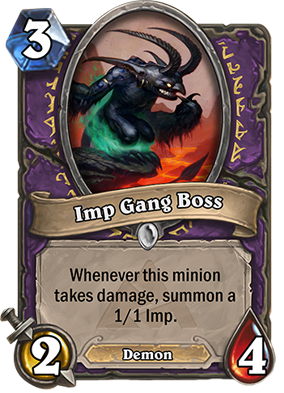 3
Imp Gang Boss
Whenever this minion
takes damage, summon a
1/1 Imp.
2
Demon
4